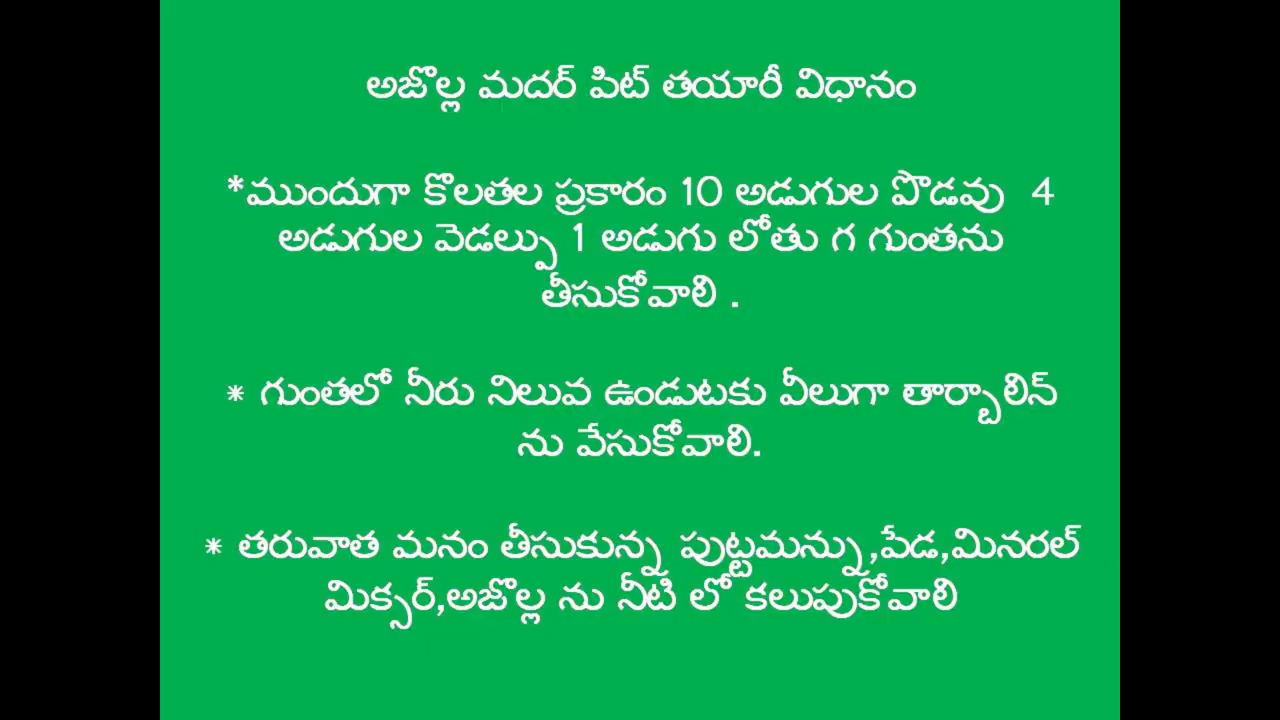 అజొల్ల మదర్ పిట్ తయారీ విధానం
*ముందుగా కొలతల ప్రకారం 10 అడుగుల పొడవు 4
అడుగుల వెడల్పు 1 అడుగు లోతు గ గుంతను
తీసుకోవాలి .
* గుంతలో నీరు నిలువ ఉండుటకు వీలుగా తార్బాలిన్
ను వేసుకోవాలి.
* తరువాత మనం తీసుకున్న పుట్టమన్ను,పేడ,మినరల్
మిక్సర్,అజొల్ల ను నీటి లో కలుపుకోవాలి